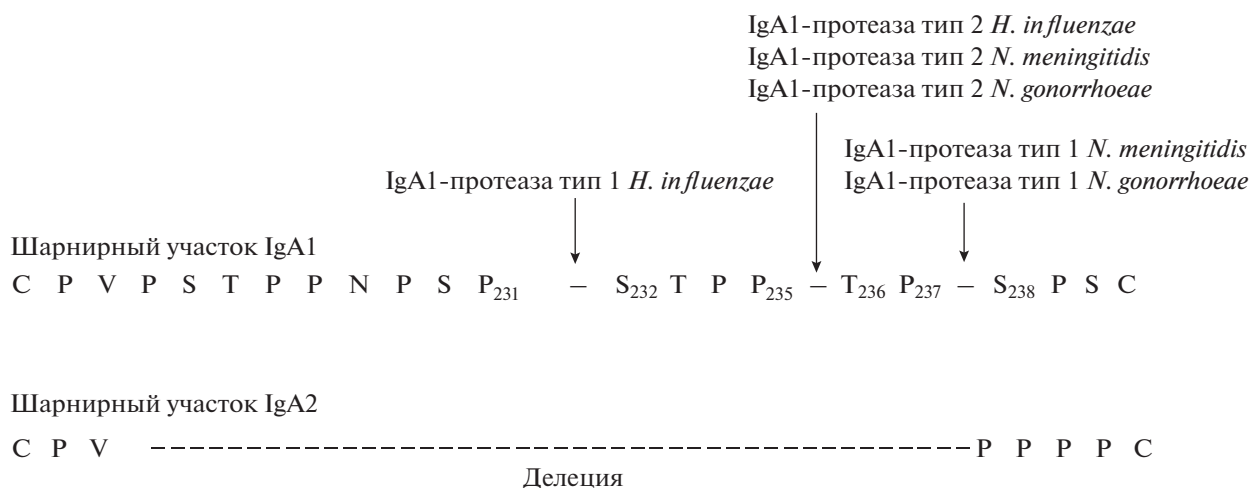 IgA1-протеаза тип 2 H. influenzae
IgA1-протеаза тип 2 N. meningitidis
IgA1-протеаза тип 2 N. gonorrhoeae
IgA1-протеаза тип 1 N. meningitidis
IgA1-протеаза тип 1 H. influenzae
IgA1-протеаза тип 1 N. gonorrhoeae
Шарнирный участок IgA1
C P V P S T P P N P S P231 – S232 T P P235 – T236 P237 – S238 P S C
Шарнирный участок IgA2
C P V ––––––––––––––––––––––––––––––––––––––––– P P P P C
Делеция